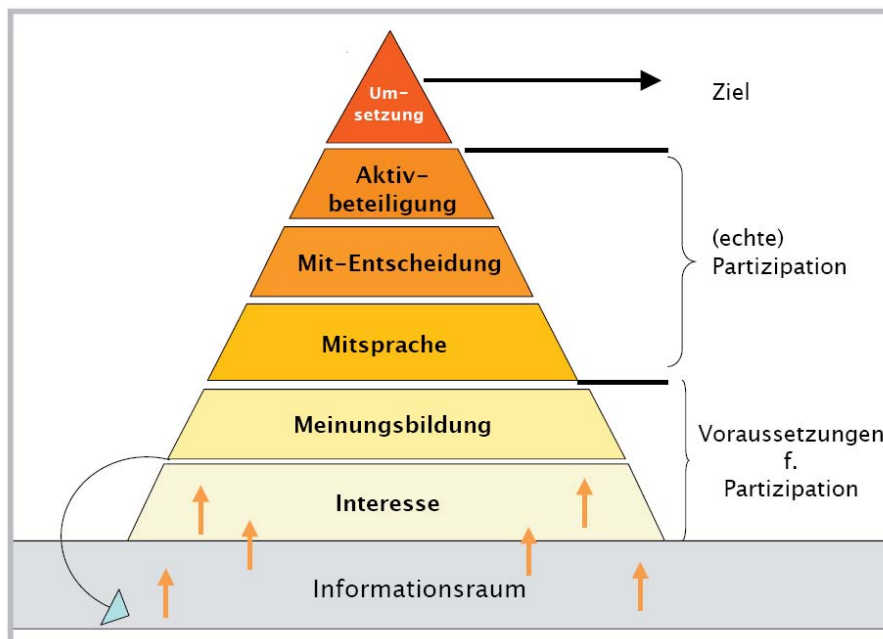 Um-
setzung
Ziel
Aktiv-
beteiligung
Mit-Entscheidung
(echte)
Partizipation
Mitsprache
Meinungsbildung
Voraussetzungen
f.
Partizipation
Interesse
Informationsraum